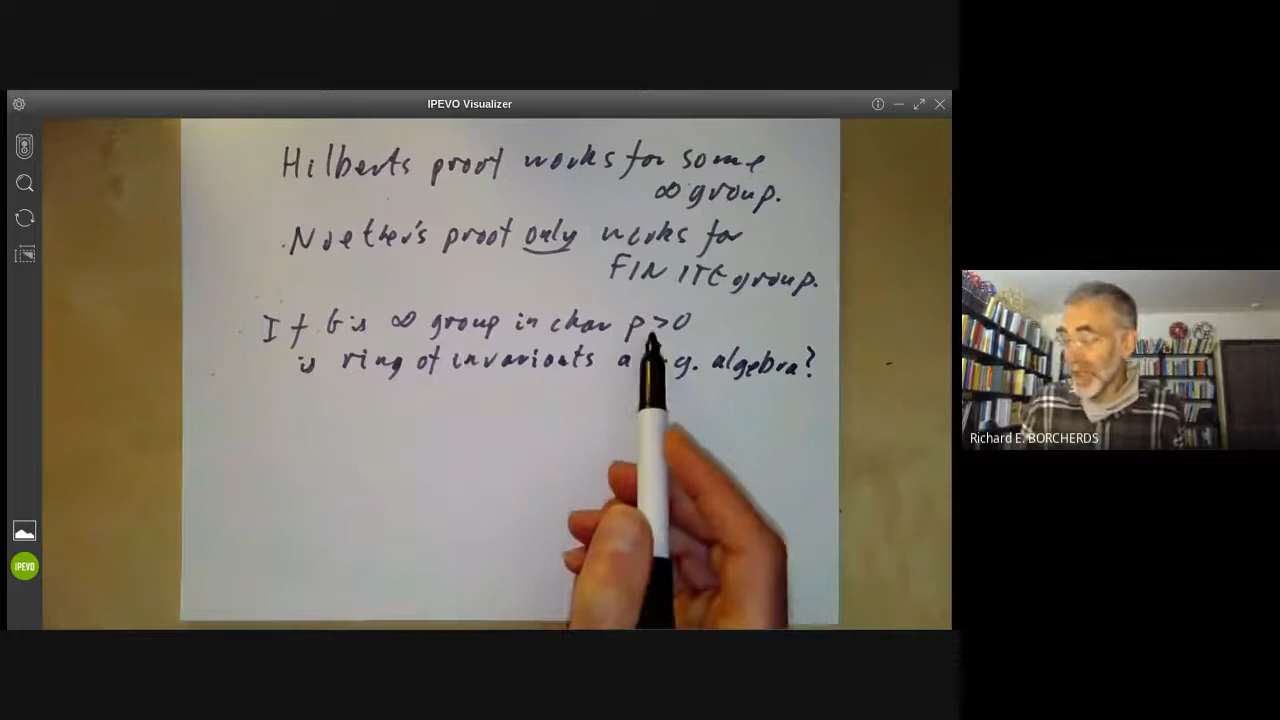 IPEVO Visualizer
Hilberts proof works for some
∞ group.
Noether's proof only works for
FINITE group.
If G is ∞ group in char p>0
is ring of invariants a g. algebra?
Richard E. BORCHERDS
IPEVO